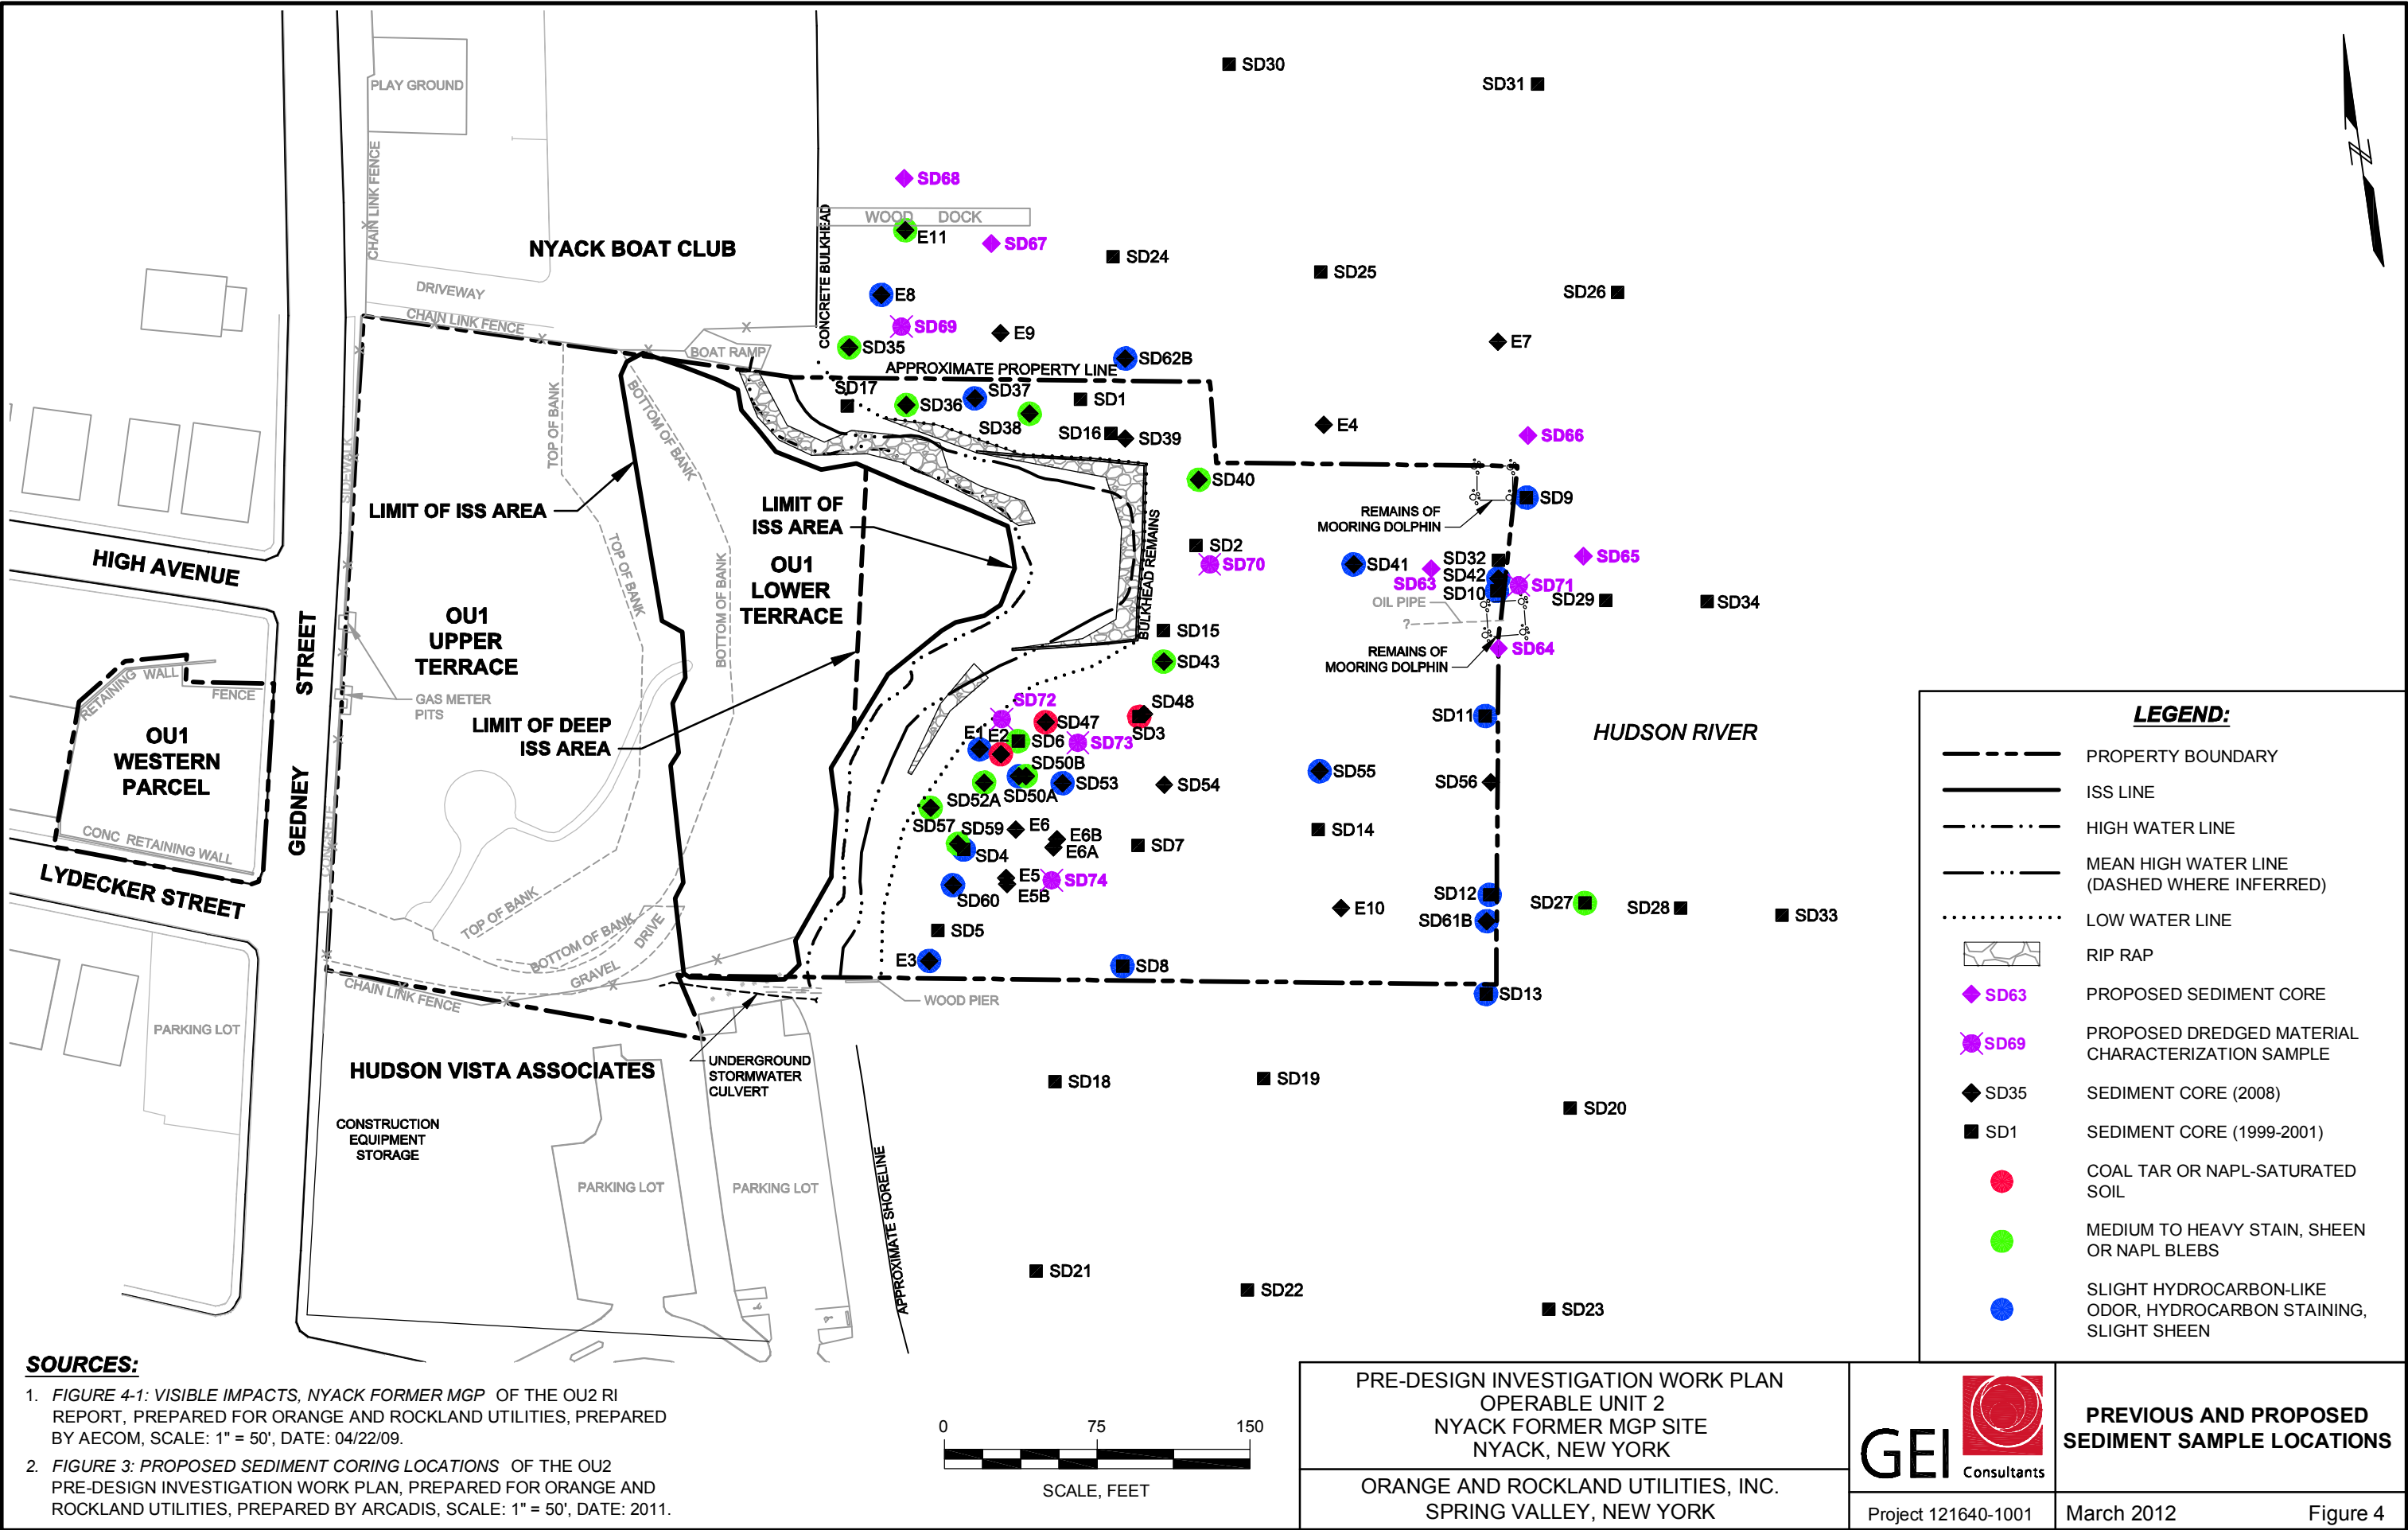 PLAY GROUND
CHAIN LINK FENCE
NYACK BOAT CLUB
DRIVEWAY
CHAIN LINK FENCE
BOAT RAMP
CONCRETE BULKHEAD
WOOD DOCK
APPROXIMATE PROPERTY LINE
SD30
SD31
SD68
E11
SD67
SD24
SD25
SD26
E8
SD69
E9
E7
SD35
SD62B
SD17
SD36
SD37
SD38
SD1
SD16
SD39
E4
SD66
SD40
SD9
REMAINS OF
MOORING DOLPHIN
SD2
SD70
SD41
SD63
SD32
SD42
SD10
SD71
SD65
SD29
SD34
OIL PIPE
?
SD64
REMAINS OF
MOORING DOLPHIN
SD15
SD43
BULKHEAD REMAINS
SIDEWALK
TOP OF BANK
BOTTOM OF BANK
LIMIT OF ISS AREA
LIMIT OF
ISS AREA
OU1
LOWER
TERRACE
TOP OF BANK
BOTTOM OF BANK
HIGH AVENUE
OU1
UPPER
TERRACE
GEDNEY STREET
RETAINING WALL
FENCE
GAS METER
PITS
OU1
WESTERN
PARCEL
CONC RETAINING WALL
LYDECKER STREET
CONCRETE
LIMIT OF DEEP
ISS AREA
SD72
SD47
SD48
SD3
E1
E2
SD6
SD73
SD50B
SD52A
SD50A
SD53
SD54
SD55
SD11
SD56
HUDSON RIVER
SD57
SD59
E6
E6B
E6A
SD4
SD7
SD14
E5
SD74
E5B
SD60
SD12
E10
SD61B
SD27
SD28
SD33
SD5
E3
SD8
SD13
TOP OF BANK
BOTTOM OF BANK
GRAVEL DRIVE
CHAIN LINK FENCE
WOOD PIER
PARKING LOT
HUDSON VISTA ASSOCIATES
UNDERGROUND
STORMWATER
CULVERT
CONSTRUCTION
EQUIPMENT
STORAGE
PARKING LOT
PARKING LOT
APPROXIMATE SHORELINE
SD18
SD19
SD20
SD21
SD22
SD23
LEGEND:
PROPERTY BOUNDARY
ISS LINE
HIGH WATER LINE
MEAN HIGH WATER LINE
(DASHED WHERE INFERRED)
LOW WATER LINE
RIP RAP
SD63 PROPOSED SEDIMENT CORE
SD69 PROPOSED DREDGED MATERIAL
CHARACTERIZATION SAMPLE
SD35 SEDIMENT CORE (2008)
SD1 SEDIMENT CORE (1999-2001)
COAL TAR OR NAPL-SATURATED
SOIL
MEDIUM TO HEAVY STAIN, SHEEN
OR NAPL BLEBS
SLIGHT HYDROCARBON-LIKE
ODOR, HYDROCARBON STAINING,
SLIGHT SHEEN
SOURCES:
1. FIGURE 4-1: VISIBLE IMPACTS, NYACK FORMER MGP OF THE OU2 RI
REPORT, PREPARED FOR ORANGE AND ROCKLAND UTILITIES, PREPARED
BY AECOM, SCALE: 1" = 50', DATE: 04/22/09.
2. FIGURE 3: PROPOSED SEDIMENT CORING LOCATIONS OF THE OU2
PRE-DESIGN INVESTIGATION WORK PLAN, PREPARED FOR ORANGE AND
ROCKLAND UTILITIES, PREPARED BY ARCADIS, SCALE: 1" = 50', DATE: 2011.
0 75 150
SCALE, FEET
PRE-DESIGN INVESTIGATION WORK PLAN
OPERABLE UNIT 2
NYACK FORMER MGP SITE
NYACK, NEW YORK
ORANGE AND ROCKLAND UTILITIES, INC.
SPRING VALLEY, NEW YORK
GEI Consultants
Project 121640-1001
PREVIOUS AND PROPOSED
SEDIMENT SAMPLE LOCATIONS
March 2012 Figure 4